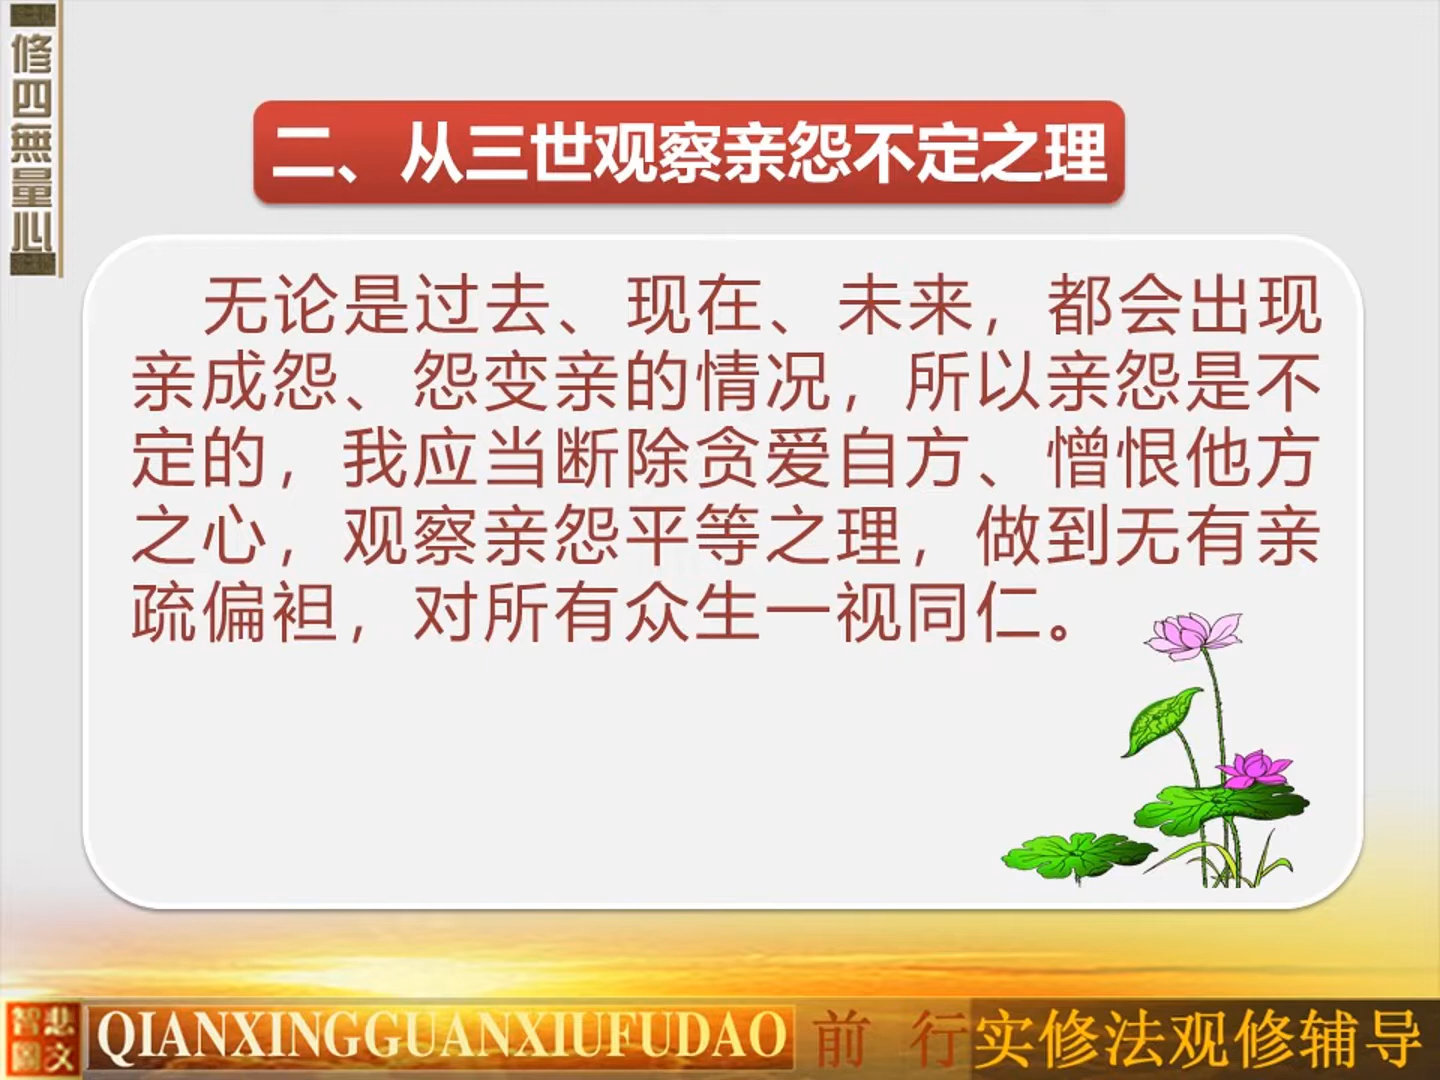 修四無量心
二、从三世观察亲怨不定之理
无论是过去、现在、未来，都会出现
亲成怨、怨变亲的情况，所以亲怨是不
定的，我应当断除贪爱自方、憎恨他方
之心，观察亲怨平等之理，做到无有亲
疏偏袒，对所有众生一视同仁。
智悲
圖文
QIANXINGGUANXIUFUDAO
前 行实修法观修辅导